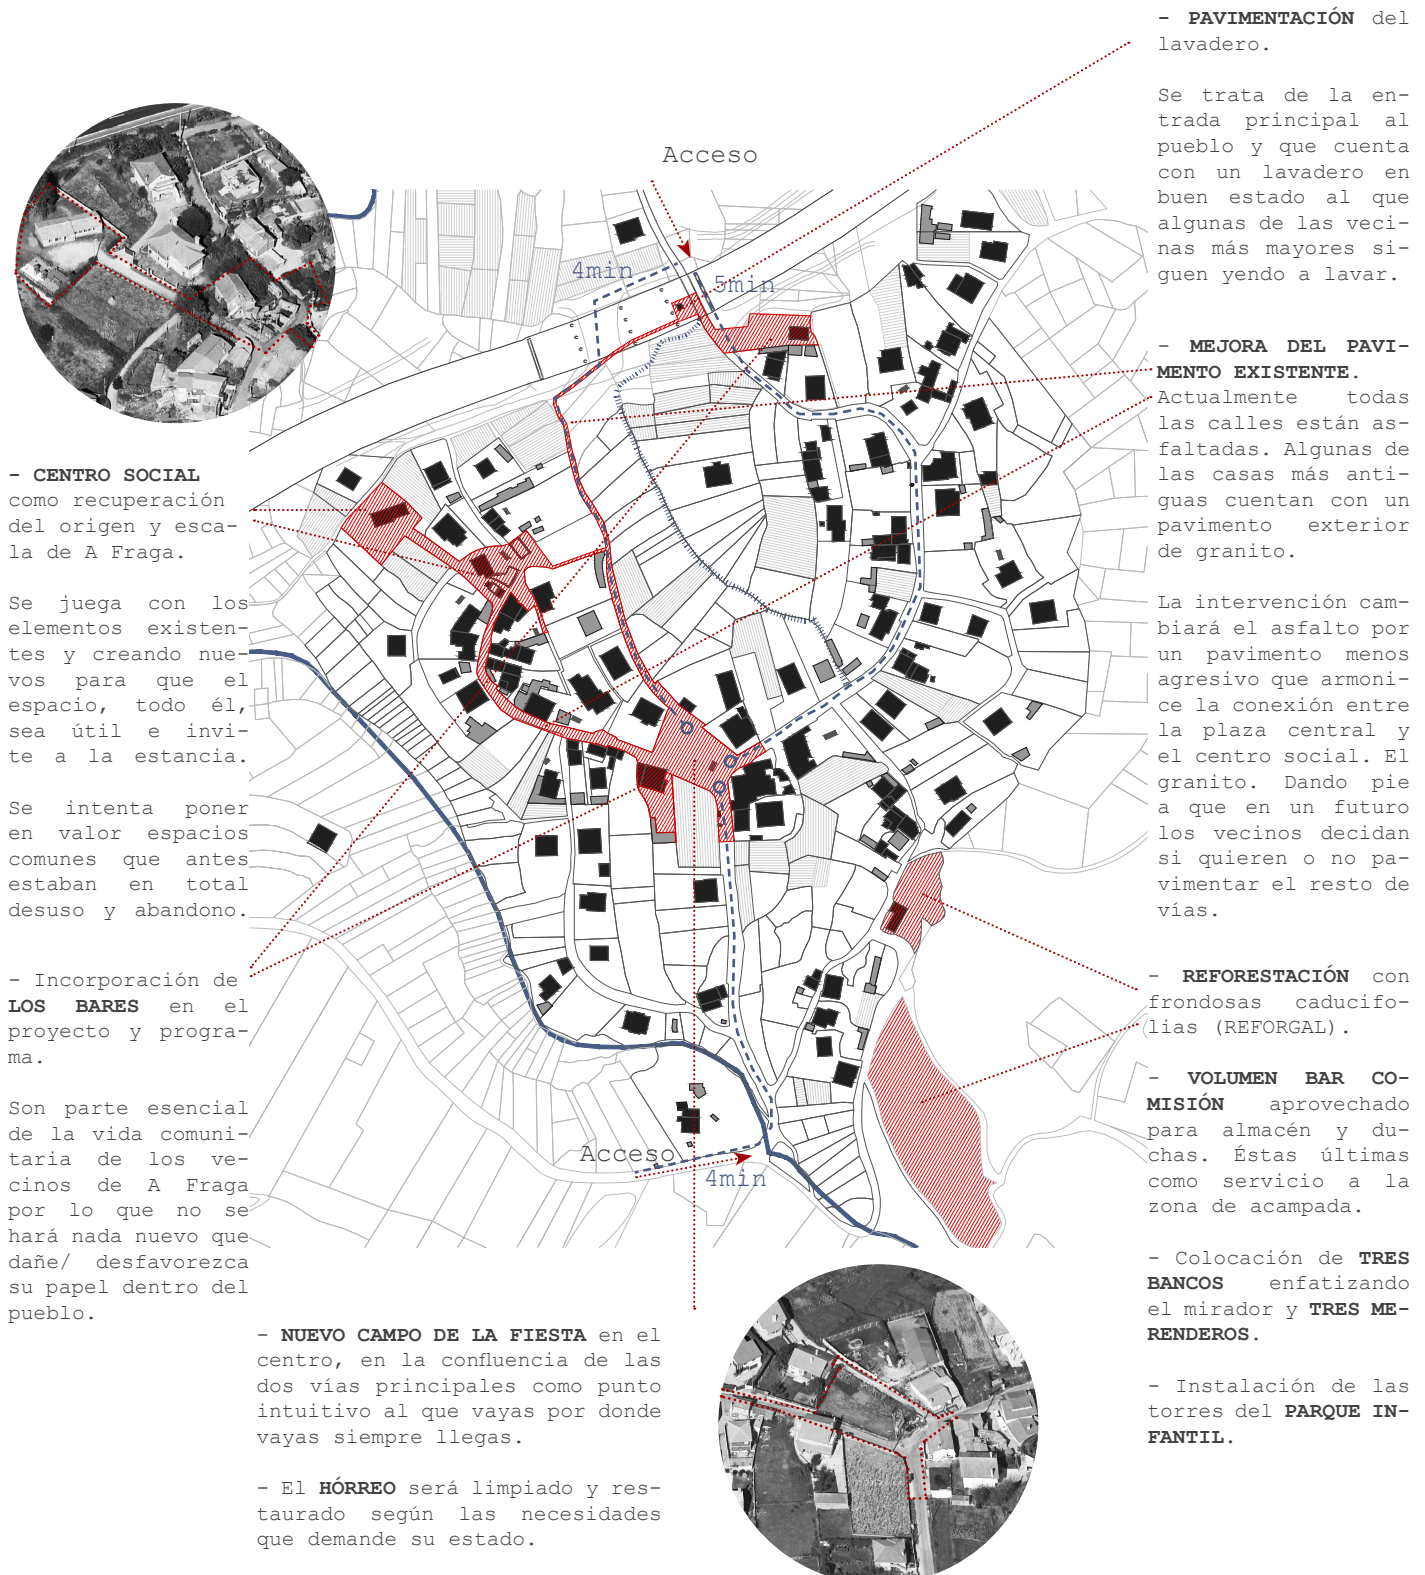 - PAVIMENTACIÓN del
lavadero.
Se trata de la en-
trada principal al
pueblo y que cuenta
con un lavadero en
buen estado al que
algunas de las veci-
nas más mayores si-
guen yendo a lavar.
- MEJORA DEL PAVI-
MENTO EXISTENTE.
Actualmente todas
las calles están as-
faltadas. Algunas de
las casas más anti-
guas cuentan con un
pavimento exterior
de granito.
La intervención cam-
biará el asfalto por
un pavimento menos
agresivo que armoni-
ce la conexión entre
la plaza central y
el centro social. El
granito. Dando pie
a que en un futuro
los vecinos decidan
si quieren o no pa-
vimentar el resto de
vías.
- REFORESTACIÓN con
frondosas caducifo-
lias (REFORGAL).
- VOLUMEN BAR CO-
MISIÓN aprovechado
para almacén y du-
chas. Éstas últimas
como servicio a la
zona de acampada.
- Colocación de TRES
BANCOS enfatizando
el mirador y TRES ME-
RENDEROS.
- Instalación de las
torres del PARQUE IN-
FANTIL.
Acceso
4min
5min
- CENTRO SOCIAL
como recuperación
del origen y esca-
la de A Fraga.
Se juega con los
elementos existen-
tes y creando nue-
vos para que el
espacio, todo él,
sea útil e invi-
te a la estancia.
Se intenta poner
en valor espacios
comunes que antes
estaban en total
desuso y abandono.
- Incorporación de
LOS BARES en el
proyecto y progra-
ma.
Son parte esencial
de la vida comuni-
taria de los ve-
cinos de A Fraga
por lo que no se
hará nada nuevo que
dañe/ desfavorezca
su papel dentro del
pueblo.
Acceso
4min
- NUEVO CAMPO DE LA FIESTA en el
centro, en la confluencia de las
dos vías principales como punto
intuitivo al que vayas por donde
vayas siempre llegas.
- El HÓRREO será limpiado y res-
taurado según las necesidades
que demande su estado.